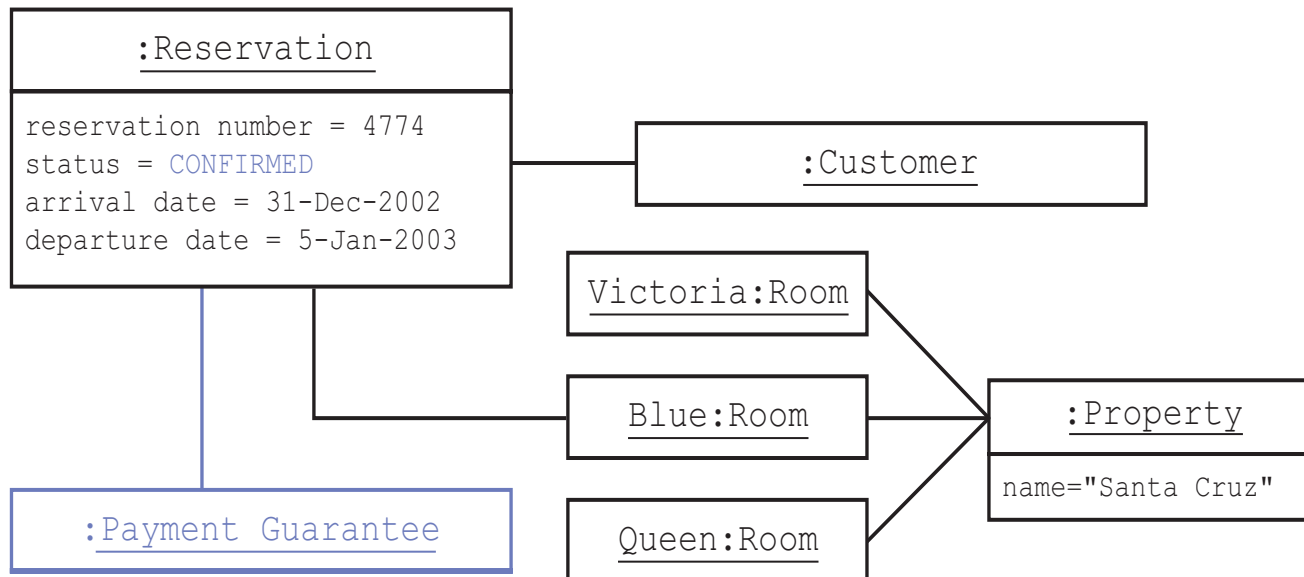 :Reservation
reservation number = 4774
status = CONFIRMED
arrival date = 31-Dec-2002
departure date = 5-Jan-2003
:Customer
Victoria:Room
Blue:Room
:Property
name="Santa Cruz"
:Payment Guarantee
Queen:Room